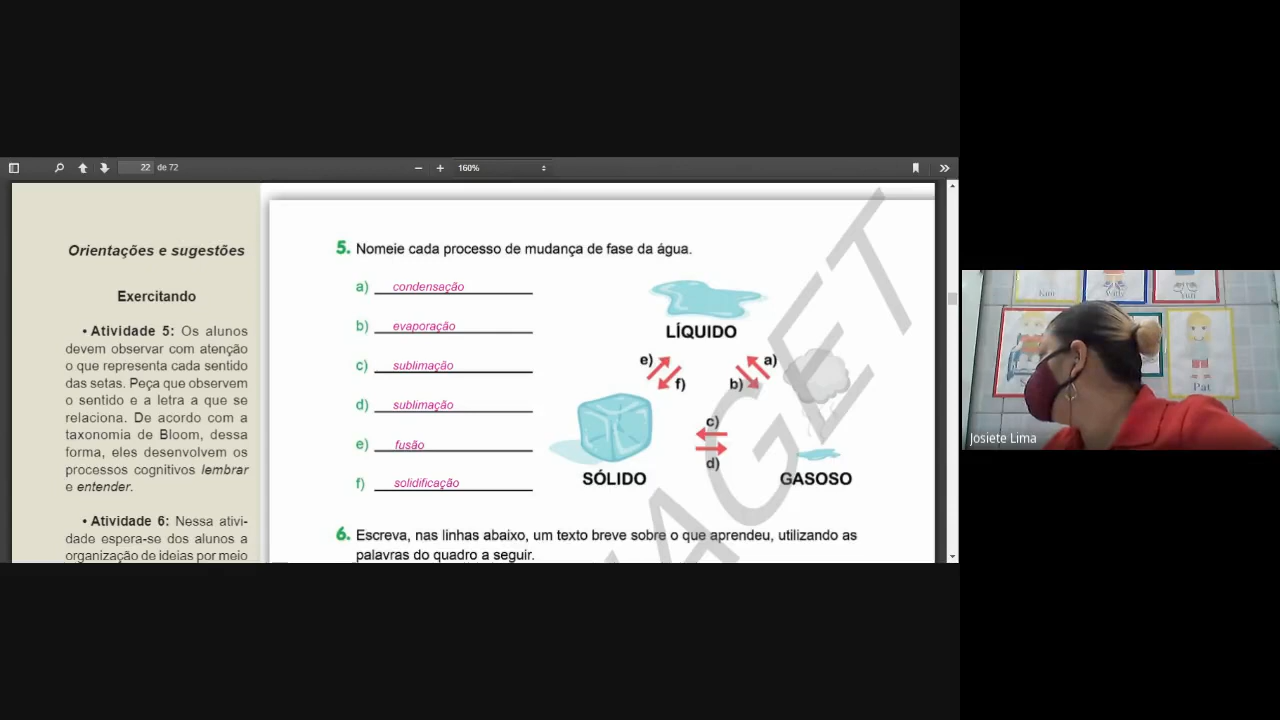 22 de 72
160%
Orientações e sugestões
Exercitando
• Atividade 5: Os alunos
devem observar com atenção
o que representa cada sentido
das setas. Peça que observem
o sentido e a letra a que se
relaciona. De acordo com a
taxonomia de Bloom, dessa
forma, eles desenvolvem os
processos cognitivos lembrar
e entender.
• Atividade 6: Nessa ativi-
dade espera-se dos alunos a
organização de ideias por meio
5. Nomeie cada processo de mudança de fase da água.
a) condensação
b) evaporação
c) sublimação
d) sublimação
e) fusão
f) solidificação
LÍQUIDO
e)
f)
a)
b)
c)
d)
SÓLIDO
GASOSO
6. Escreva, nas linhas abaixo, um texto breve sobre o que aprendeu, utilizando as
palavras do quadro a seguir.
AGET
Kim
Yuri
Pat
Josiete Lima